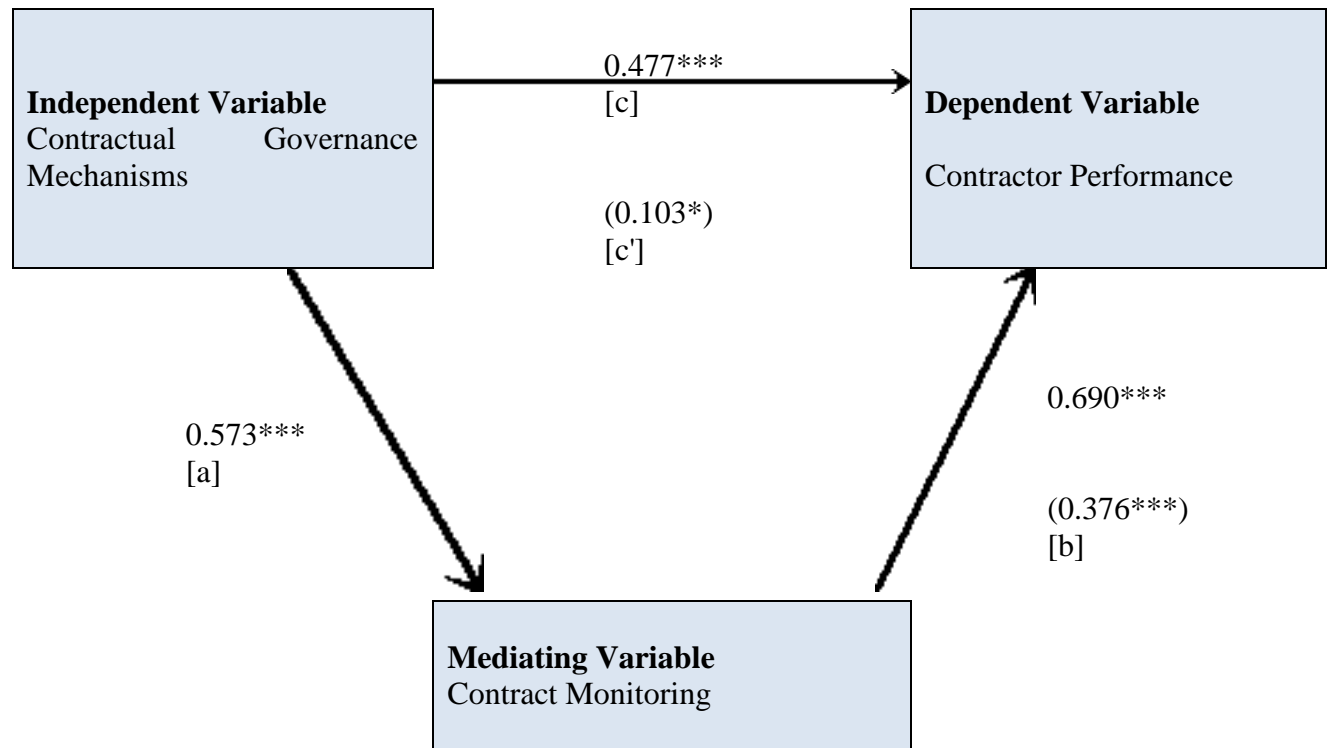 Independent Variable
Contractual Governance
Mechanisms
0.477***
[c]
(0.103*)
[c']
Dependent Variable
Contractor Performance
0.573***
[a]
0.690***
(0.376***)
[b]
Mediating Variable
Contract Monitoring